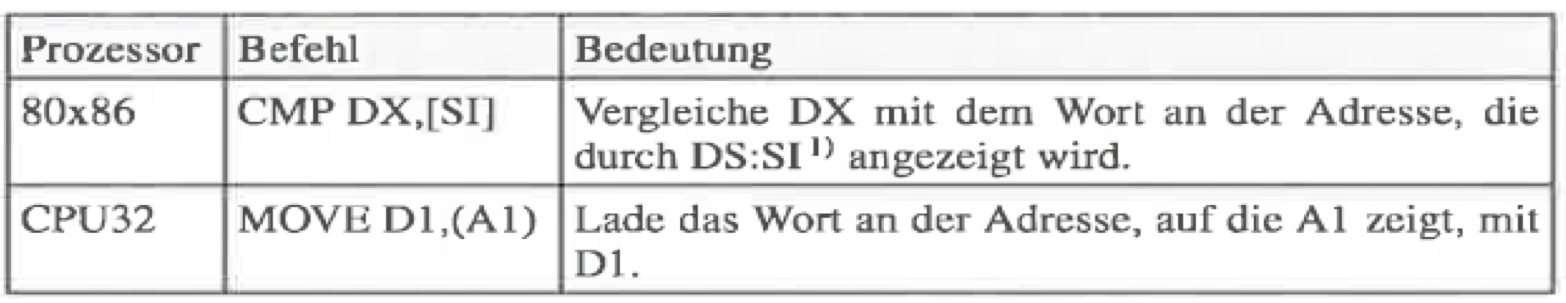 Prozessor Befehl Bedeutung
80x86 CMP DX,[SI] Vergleiche DX mit dem Wort an der Adresse, die
durch DS:SI ¹⁾ angezeigt wird.
CPU32 MOVE D1,(A1) Lade das Wort an der Adresse, auf die A1 zeigt, mit
D1.